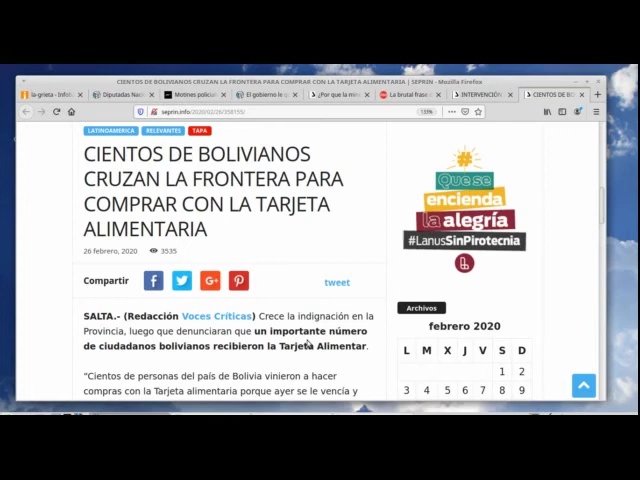 CIENTOS DE BOLIVIANOS CRUZAN LA FRONTERA PARA COMPRAR CON LA TARJETA ALIMENTARIA | SEPRIN - Mozilla Firefox
la-grieta - Infoba
Diputadas Naci
Motines policial
El gobierno le q
¿Por qué la mine
La brutal frase d
INTERVENCIÓN
CIENTOS DE BO
seprin.info/2020/02/26/358155/
133%
LATINOAMERICA RELEVANTES TAPA
CIENTOS DE BOLIVIANOS
CRUZAN LA FRONTERA PARA
COMPRAR CON LA TARJETA
ALIMENTARIA
26 febrero, 2020 3535
Compartir
tweet
SALTA.- (Redacción Voces Críticas) Crece la indignación en la
Provincia, luego que denunciaran que un importante número
de ciudadanos bolivianos recibieron la Tarjeta Alimentar.
“Cientos de personas del país de Bolivia vinieron a hacer
compras con la Tarjeta alimentaria porque ayer se le vencía y
#
Que se
encienda
la alegría
#LanusSinPirotecnia
Archivos
febrero 2020
L M X J V S D
1 2
3 4 5 6 7 8 9